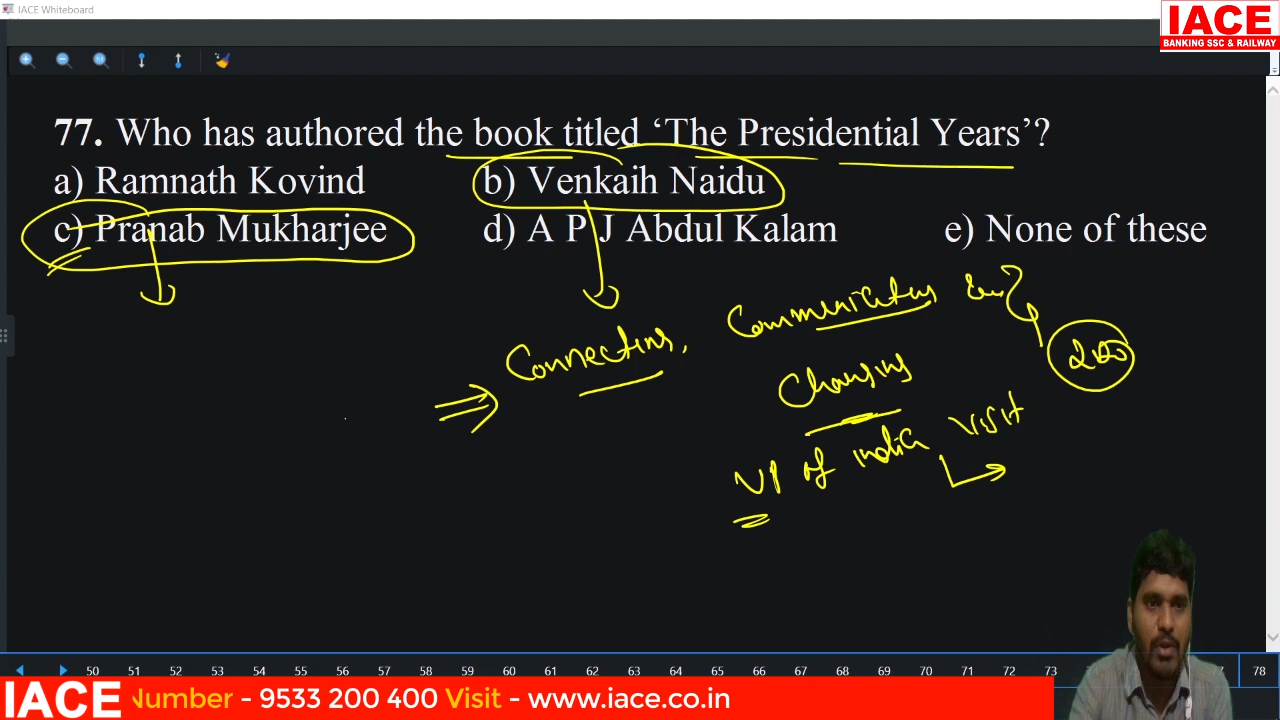 IACE Whiteboard
IACE
BANKING SSC & RAILWAY
77. Who has authored the book titled ‘The Presidential Years’?
a) Ramnath Kovind b) Venkaih Naidu
c) Pranab Mukharjee d) A P J Abdul Kalam e) None of these
Connecting, Communicating
Changing
VP of India visit
50 51 52 53 54 55 56 57 58 59 60 61 62 63 64 65 66 67 68 69 70 71 72 73 78
IACE Number - 9533 200 400 Visit - www.iace.co.in